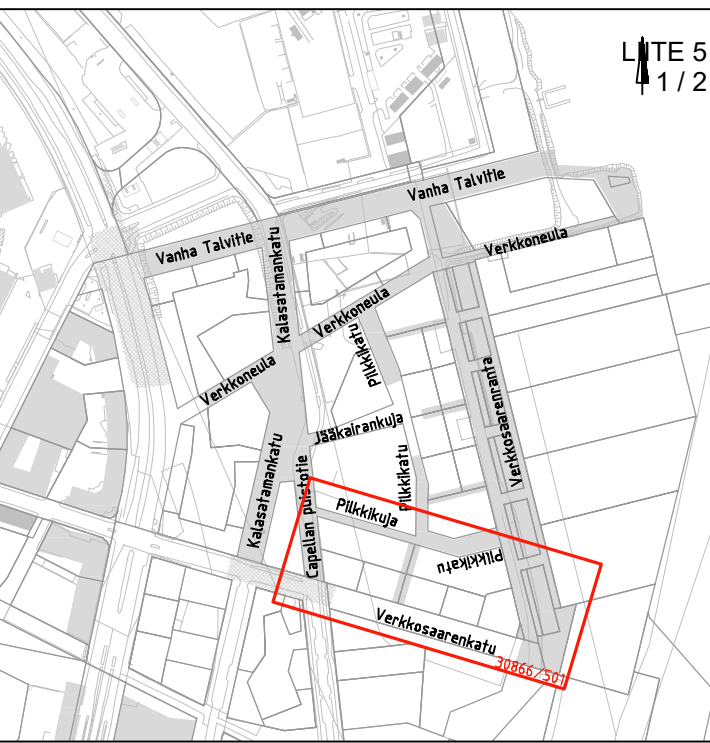 LIITE 5
1 / 2
Vanha Talvitie
Vanha Talvitie
Verkkoneula
Kalasatamankatu
Verkkoneula
Pilkkikatu
Verkkoneula
Verkkosaarenranta
Jääkairankuja
Kalasatamankatu
Capellan puistotie
Pilkkikatu
Pilkkikuja
Pilkkikatu
Verkkosaarenkatu
30866/501